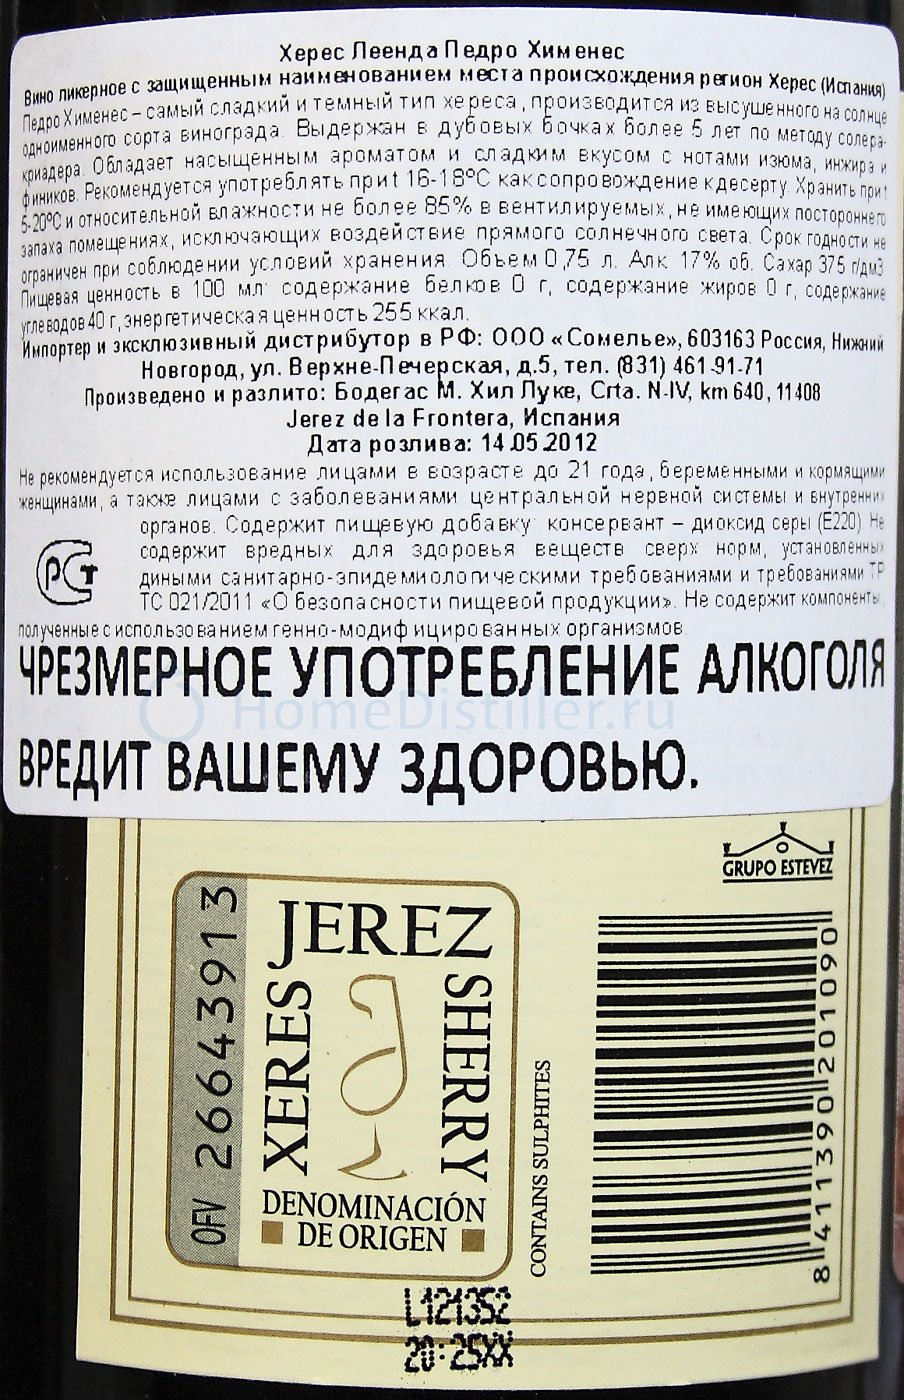 Херес Леенда Педро Хименес
Вино ликерное с защищенным наименованием места происхождения регион Херес (Испания)
Педро Хименес – самый сладкий и темный тип хереса, производится из высушенного на солнце
одноименного сорта винограда. Выдержан в дубовых бочках более 5 лет по методу солера-
криадера. Обладает насыщенным ароматом и сладким вкусом с нотами изюма, инжира и
фиников. Рекомендуется употреблять при t 16-18ºС как сопровождение к десерту. Хранить при t
5-20ºС и относительной влажности не более 85% в вентилируемых, не имеющих постороннего
запаха помещениях, исключающих воздействие прямого солнечного света. Срок годности не
ограничен при соблюдении условий хранения. Объем 0,75 л. Алк. 17% об. Сахар 375 г/дм3
Пищевая ценность в 100 мл: содержание белков 0 г, содержание жиров 0 г, содержание
углеводов 40 г, энергетическая ценность 255 ккал.
Импортер и эксклюзивный дистрибутор в РФ: ООО «Сомелье», 603163 Россия, Нижний
Новгород, ул. Верхне-Печерская, д.5, тел. (831) 461-91-71
Произведено и разлито: Бодегас М. Хил Луке, Crta. N-IV, km 640, 11408
Jerez de la Frontera, Испания
Дата розлива: 14.05.2012
Не рекомендуется использование лицами в возрасте до 21 года, беременными и кормящими
женщинами, а также лицами с заболеваниями центральной нервной системы и внутренних
органов. Содержит пищевую добавку: консервант – диоксид серы (Е220). Не
содержит вредных для здоровья веществ сверх норм, установленных
РСТ
диными санитарно-эпидемиологическими требованиями и требованиями ТР
ТС 021/2011 «О безопасности пищевой продукции». Не содержит компоненты,
полученные с использованием генно-модифицированных организмов.
ЧРЕЗМЕРНОЕ УПОТРЕБЛЕНИЕ АЛКОГОЛЯ
HomeDistiller.ru
ВРЕДИТ ВАШЕМУ ЗДОРОВЬЮ.
GRUPO ESTEVEZ
OFV 26643913
JEREZ
XERES
SHERRY
DENOMINACIÓN
DE ORIGEN
CONTAINS SULPHITES
8 411390 201090
L121352
20:25XX